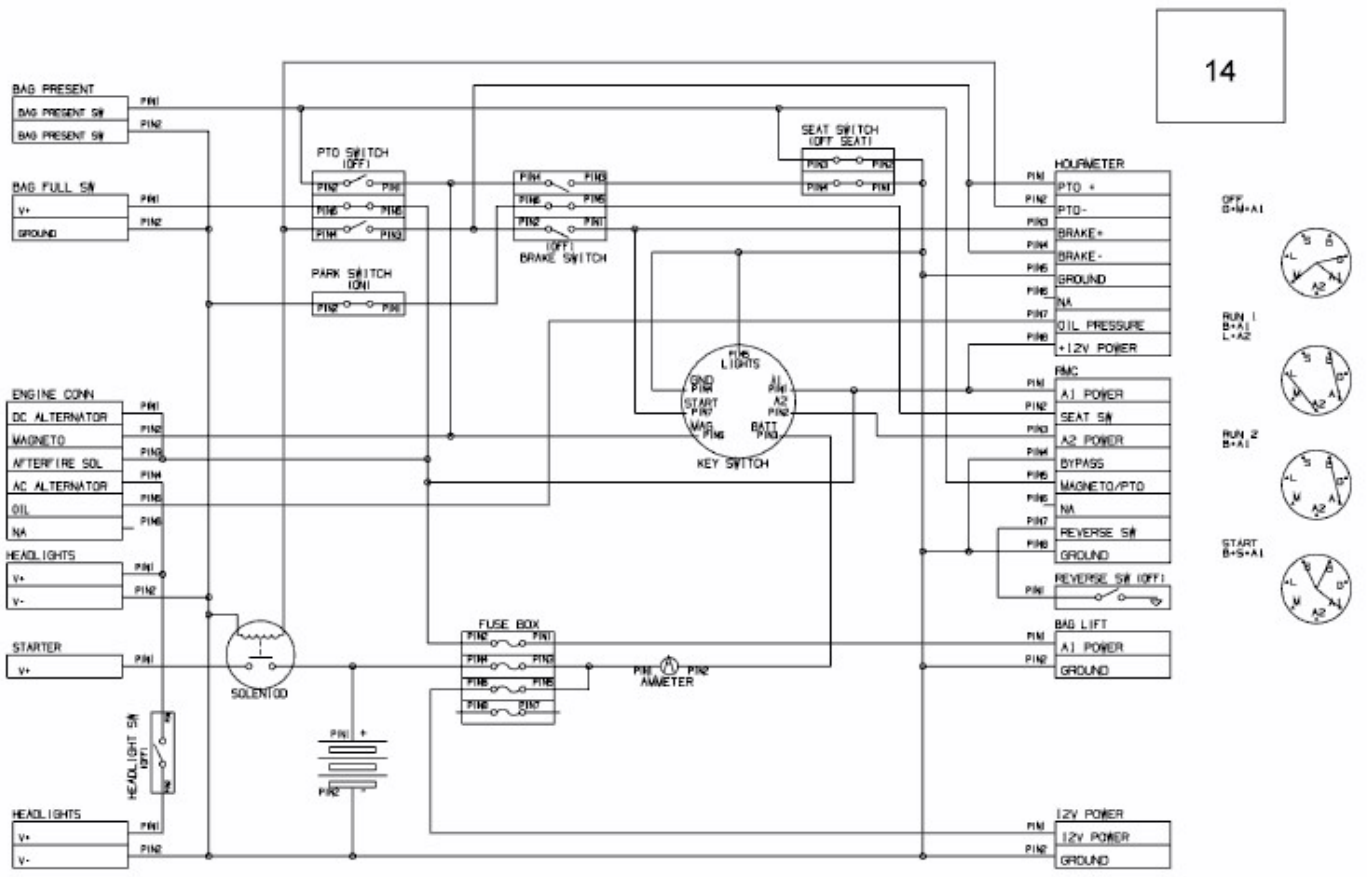 14
BAG PRESENT
BAG PRESENT SW
BAG PRESENT SW
PIN1
PIN2
BAG FULL SW
V+
GROUND
PIN1
PIN2
PTO SWITCH
(OFF)
PIN2 PIN1
PIN6 PIN5
PIN4 PIN3
PARK SWITCH
(ON)
PIN2 PIN1
PIN4 PIN3
PIN6 PIN5
PIN2 PIN1
(OFF)
BRAKE SWITCH
SEAT SWITCH
(OFF SEAT)
PIN3 PIN2
PIN4 PIN1
HOURMETER
PIN1 PTO +
PIN2 PTO-
PIN3 BRAKE+
PIN4 BRAKE-
PIN5 GROUND
PIN6 NA
PIN7 OIL PRESSURE
PIN8 +12V POWER
RMC
PIN1 A1 POWER
PIN2 SEAT SW
PIN3 A2 POWER
PIN4 BYPASS
PIN5 MAGNETO/PTO
PIN6 NA
PIN7 REVERSE SW
PIN8 GROUND
REVERSE SW (OFF)
PIN1
BAG LIFT
PIN1 A1 POWER
PIN2 GROUND
12V POWER
PIN1 12V POWER
PIN2 GROUND
ENGINE CONN
DC ALTERNATOR PIN1
MAGNETO PIN2
AFTERFIRE SOL PIN3
AC ALTERNATOR PIN4
OIL PIN5
NA PIN6
HEADLIGHTS
V+ PIN1
V- PIN2
STARTER
V+ PIN1
SOLENIOD
HEADLIGHT SW
(OFF)
HEADLIGHTS
V+ PIN1
V- PIN2
PIN1 +
PIN2 -
FUSE BOX
PIN2 PIN1
PIN4 PIN3
PIN6 PIN5
PIN8 PIN7
PIN1 PIN2
AMMETER
PIN5
LIGHTS
GND
PIN4
A1
PIN1
START
PIN7
A2
PIN2
MAG
PIN6
BATT
PIN3
KEY SWITCH
OFF
G+M+A1
S B L G M A1 A2
RUN 1
B+A1
L+A2
S B L G M A1 A2
RUN 2
B+A1
S B L G M A1 A2
START
B+S+A1
S B L G M A1 A2